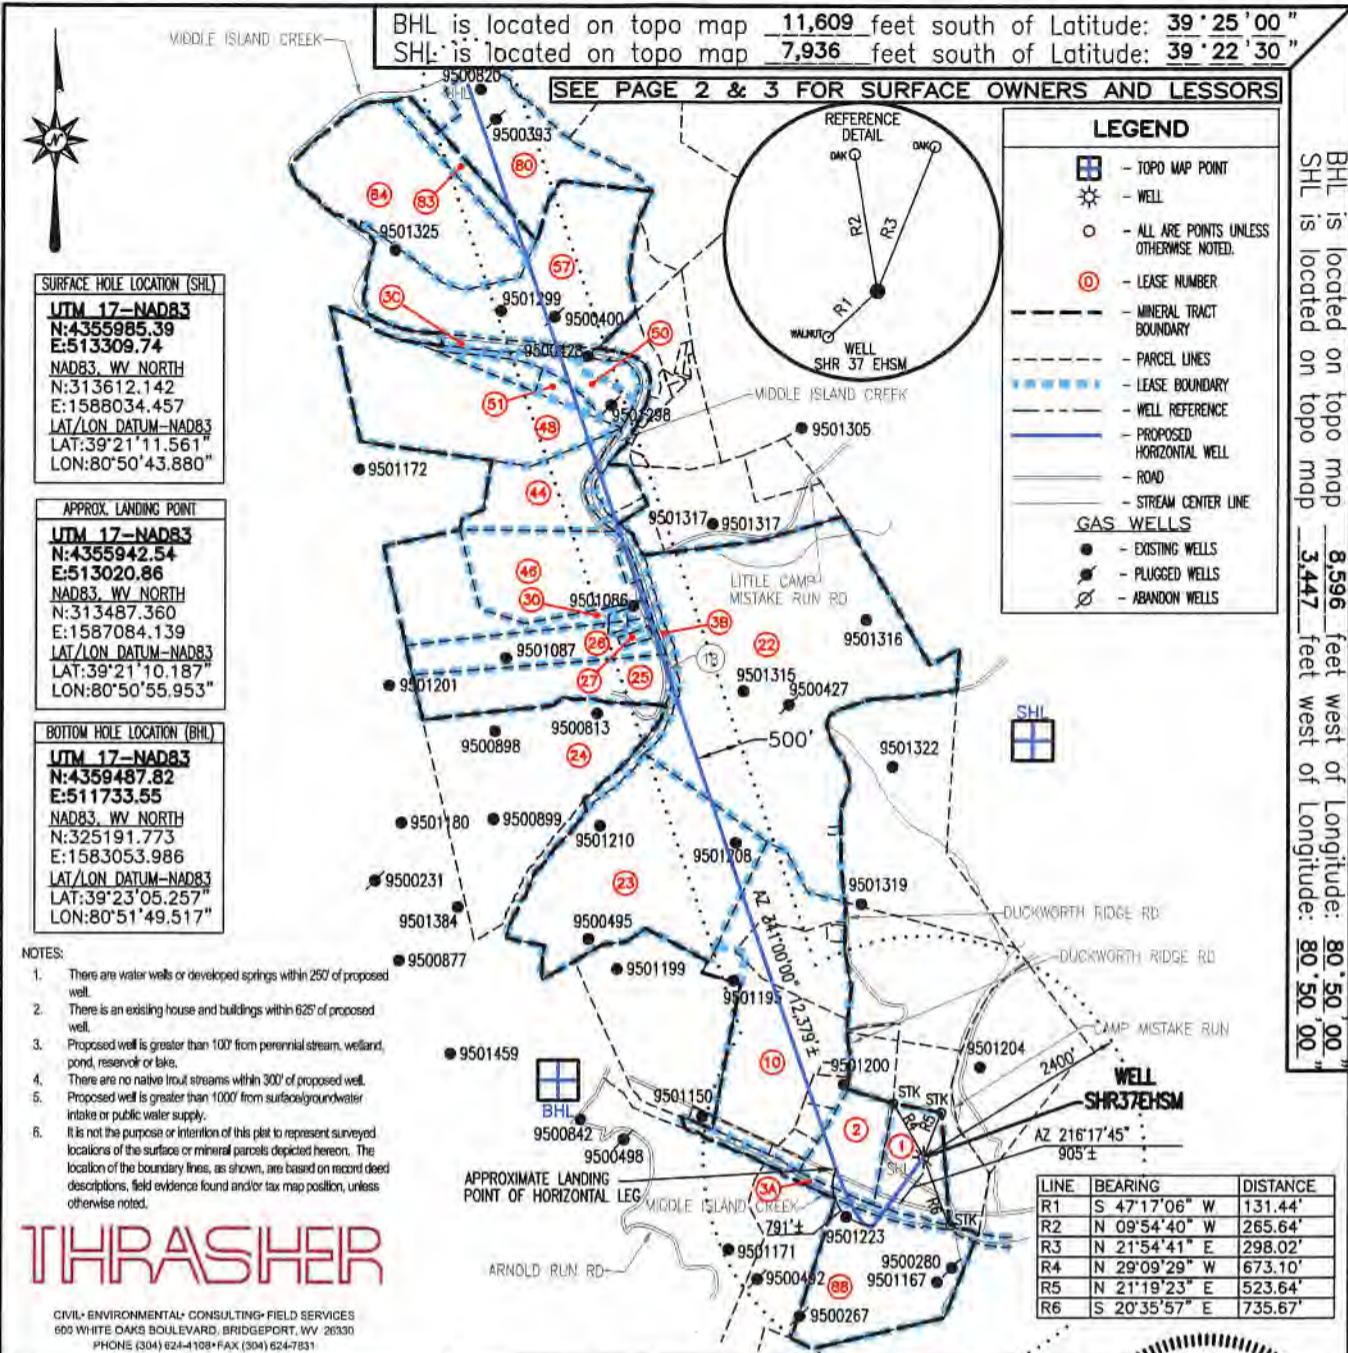 BHL is located on topo map 11,609 feet south of Latitude: 39°25'00"
SHL is located on topo map 7,936 feet south of Latitude: 39°22'30"
SEE PAGE 2 & 3 FOR SURFACE OWNERS AND LESSORS
BHL is located on topo map 8,596 feet west of Longitude: 80°50'00"
SHL is located on topo map 3,447 feet west of Longitude: 80°50'00"
MIDDLE ISLAND CREEK
N
SURFACE HOLE LOCATION (SHL)
UTM 17-NAD83
N:4355985.39
E:513309.74
NAD83, WV NORTH
N:313612.142
E:1588034.457
LAT/LON DATUM-NAD83
LAT:39°21'11.561"
LON:80°50'43.880"
APPROX. LANDING POINT
UTM 17-NAD83
N:4355942.54
E:513020.86
NAD83, WV NORTH
N:313487.360
E:1587084.139
LAT/LON DATUM-NAD83
LAT:39°21'10.187"
LON:80°50'55.953"
BOTTOM HOLE LOCATION (BHL)
UTM 17-NAD83
N:4359487.82
E:511733.55
NAD83, WV NORTH
N:325191.773
E:1583053.986
LAT/LON DATUM-NAD83
LAT:39°23'05.257"
LON:80°51'49.517"
NOTES:
1. There are water wells or developed springs within 250' of proposed
well.
2. There is an existing house and buildings within 625' of proposed
well.
3. Proposed well is greater than 100' from perennial stream, wetland,
pond, reservoir or lake.
4. There are no native trout streams within 300' of proposed well.
5. Proposed well is greater than 1000' from surface/groundwater
intake or public water supply.
6. It is not the purpose or intention of this plat to represent surveyed
locations of the surface or mineral parcels depicted hereon. The
location of the boundary lines, as shown, are based on record deed
descriptions, field evidence found and/or tax map position, unless
otherwise noted.
THRASHER
CIVIL• ENVIRONMENTAL• CONSULTING• FIELD SERVICES
600 WHITE OAKS BOULEVARD, BRIDGEPORT, WV 26330
PHONE (304) 624-4108• FAX (304) 624-7831
REFERENCE
DETAIL
OAK
OAK
R2
R3
R1
WALNUT
WELL
SHR 37 EHSM
LEGEND
- TOPO MAP POINT
- WELL
- ALL ARE POINTS UNLESS
OTHERWISE NOTED.
- LEASE NUMBER
- MINERAL TRACT
BOUNDARY
- PARCEL LINES
- LEASE BOUNDARY
- WELL REFERENCE
- PROPOSED
HORIZONTAL WELL
- ROAD
- STREAM CENTER LINE
GAS WELLS
- EXISTING WELLS
- PLUGGED WELLS
- ABANDON WELLS
9500820
BHL
9500393
80
84
83
9501325
57
3C
9501299
9500400
50
9500428
51
9501298
48
MIDDLE ISLAND CREEK
9501305
9501172
44
9501317
9501317
46
LITTLE CAMP
MISTAKE RUN RD
30
9501086
3B
26
22
9501316
9501087
27
25
9501315
9501201
9500427
SHL
9500813
9500898
24
500'
9501322
9501180
9500899
9501210
9501208
9500231
23
9501384
9501319
9500495
DUCKWORTH RIDGE RD
9500877
9501199
9501195
DUCKWORTH RIDGE RD
AZ 341°00'00" 12,379'±
CAMP MISTAKE RUN
9501459
10
9501204
9501200
2400'
WELL
SHR37EHSM
BHL
9501150
STK
STK
9500842
2
1
R4
R5
AZ 216°17'45"
905'±
9500498
SHL
APPROXIMATE LANDING
POINT OF HORIZONTAL LEG
3A
MIDDLE ISLAND CREEK
R6
STK
791'±
9501223
9501171
9500280
ARNOLD RUN RD
9500492
88
9501167
9500267
LINE BEARING DISTANCE
R1 S 47°17'06" W 131.44'
R2 N 09°54'40" W 265.64'
R3 N 21°54'41" E 298.02'
R4 N 29°09'29" W 673.10'
R5 N 21°19'23" E 523.64'
R6 S 20°35'57" E 735.67'